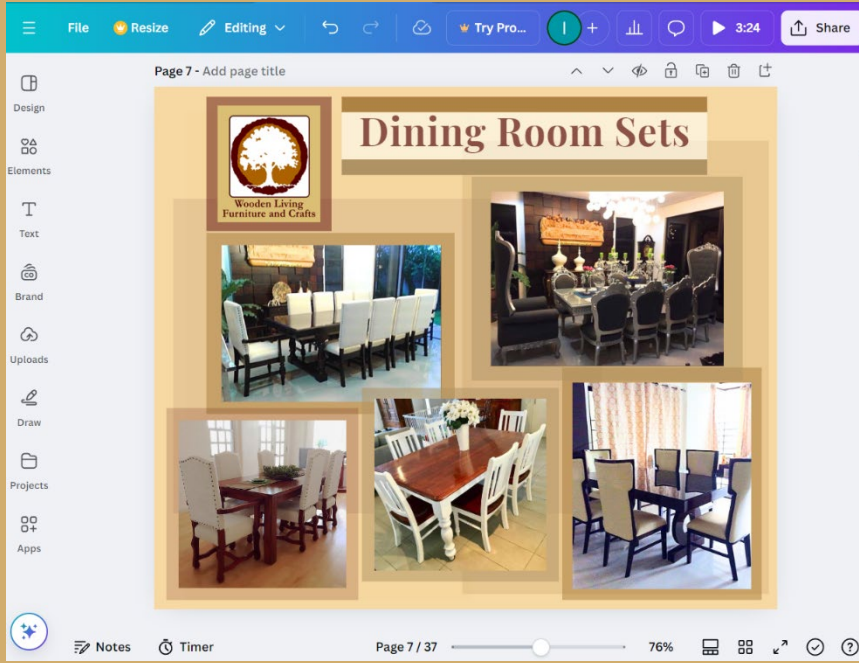 File
Resize
Editing
Try Pro...
I
+
3:24
Share
Page 7 - Add page title
Design
Elements
Text
Brand
Uploads
Draw
Projects
Apps
Dining Room Sets
Wooden Living
Furniture and Crafts
Notes
Timer
Page 7 / 37
76%